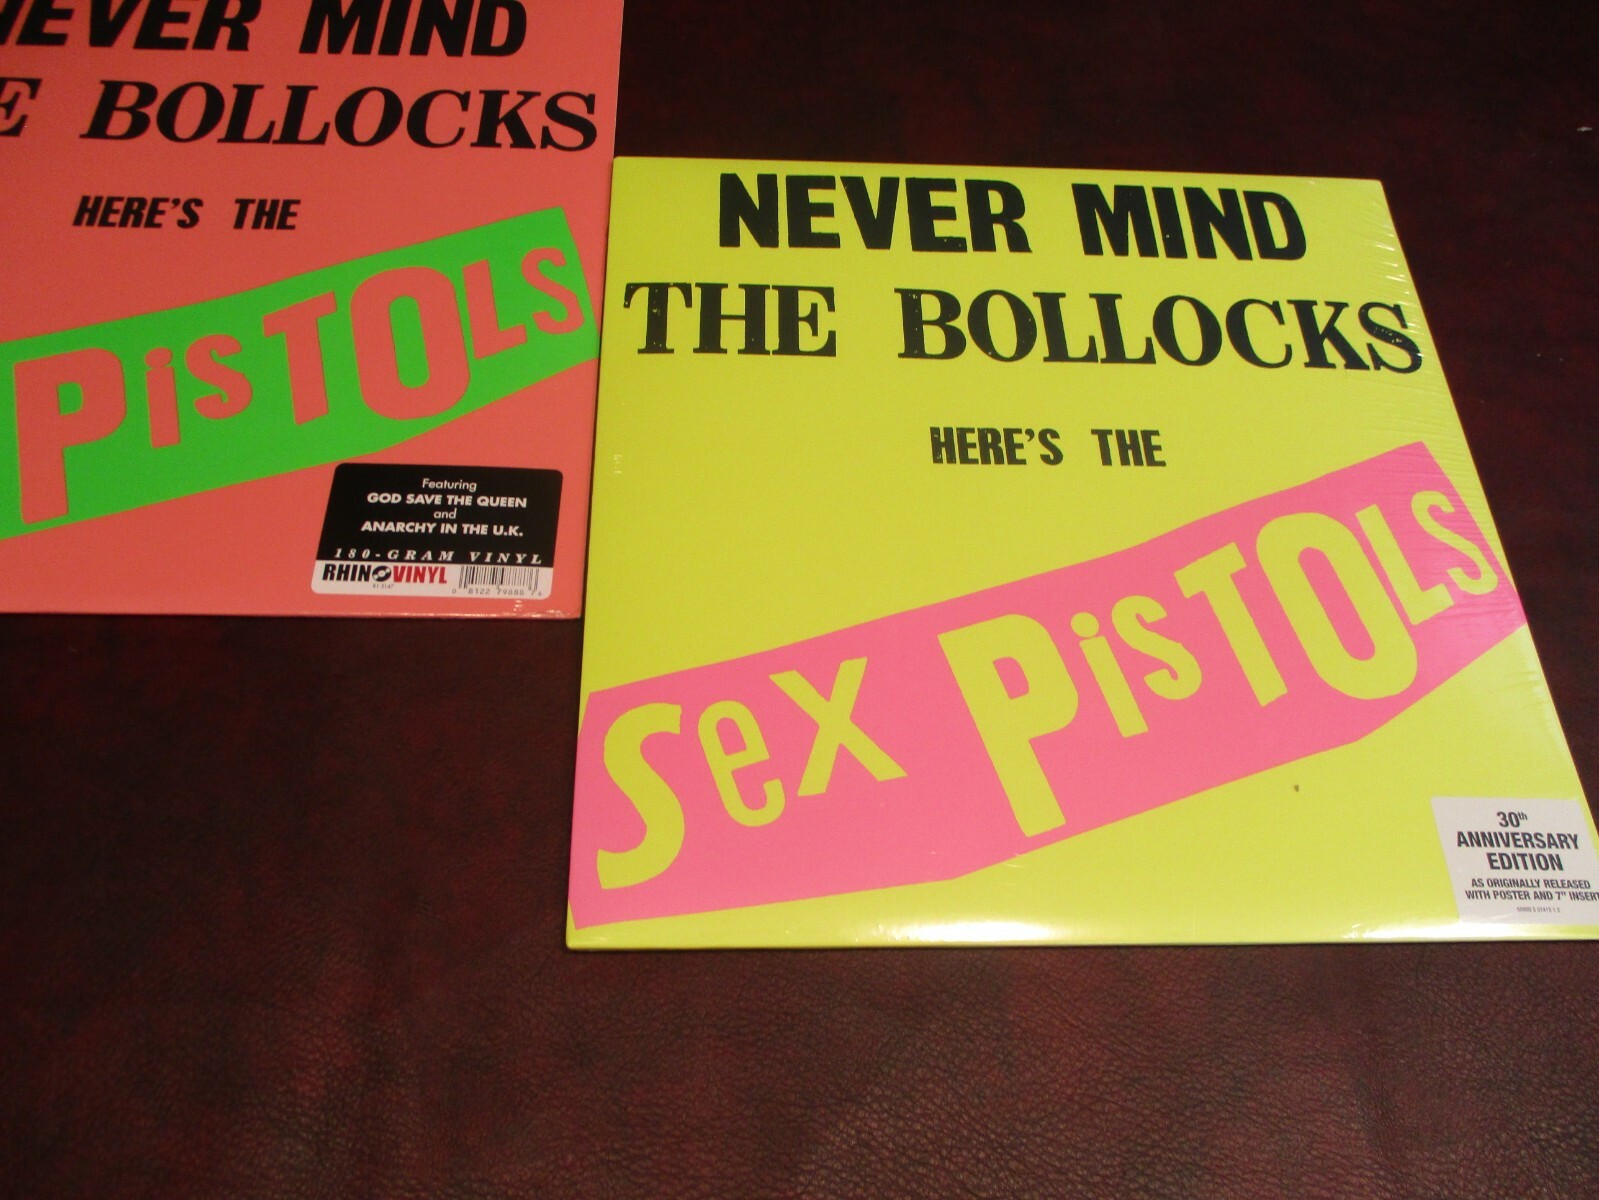 NEVER MIND
E BOLLOCKS
HERE'S THE
PiSTOLS
Featuring
GOD SAVE THE QUEEN
and
ANARCHY IN THE U.K.
180-GRAM VINYL
RHINO VINYL
NEVER MIND
THE BOLLOCKS
HERE'S THE
SeX PiSTOLS
30th
ANNIVERSARY
EDITION
AS ORIGINALLY RELEASED
WITH POSTER AND 7" INSERT